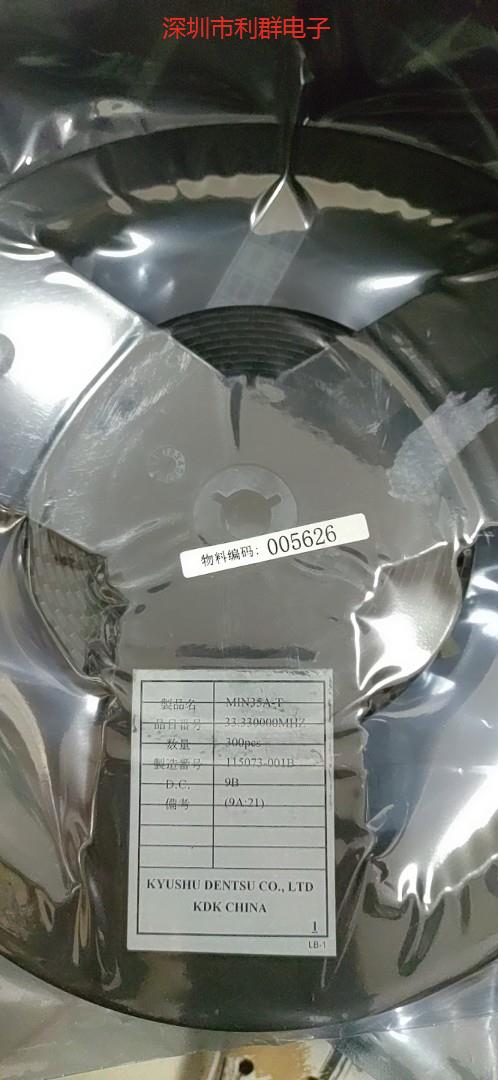 深圳市利群电子
物料编码: 005626
製品名 MIN35A-T
品目番号 33.330000MHZ
数量 300pcs
製造番号 115073-001B
D.C. 9B
備考 (9A:21)
KYUSHU DENTSU CO., LTD
KDK CHINA
1
LB-1